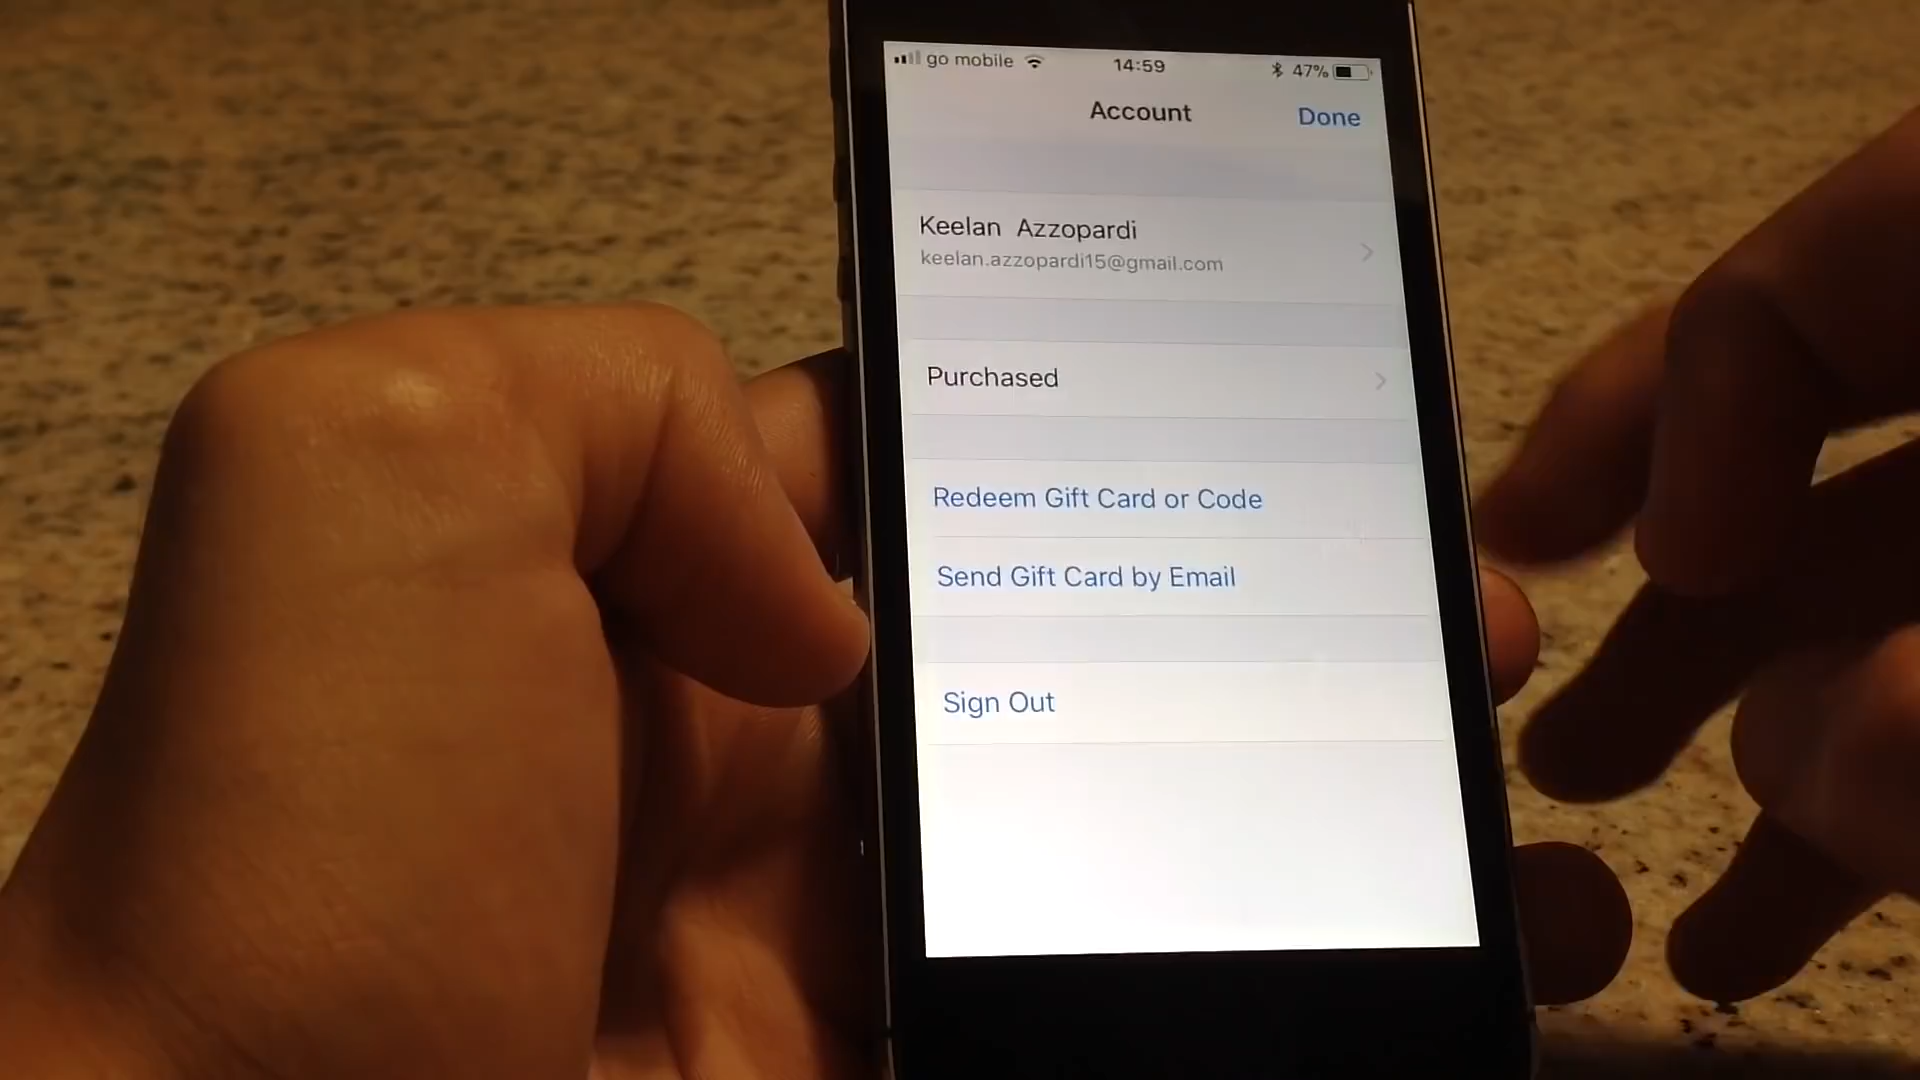 go mobile 14:59 47%
Account Done
Keelan Azzopardi
keelan.azzopardi15@gmail.com
Purchased
Redeem Gift Card or Code
Send Gift Card by Email
Sign Out